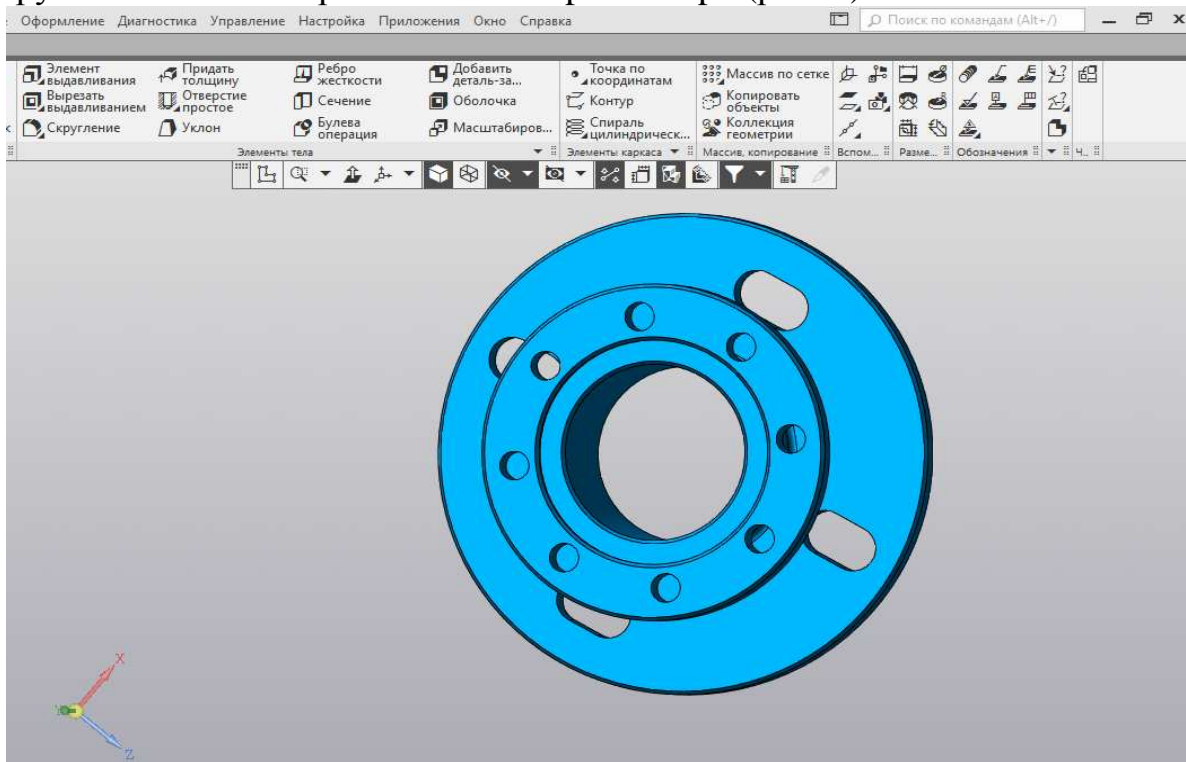 Оформление Диагностика Управление Настройка Приложения Окно Справка
Поиск по командам (Alt+/)
Элемент выдавливания
Придать толщину
Ребро жесткости
Добавить деталь-за...
Точка по координатам
Массив по сетке
Вырезать выдавливанием
Отверстие простое
Сечение
Оболочка
Контур
Копировать объекты
Скругление
Уклон
Булева операция
Масштабиров...
Спираль цилиндрическ...
Коллекция геометрии
Элементы тела
Элементы каркаса
Массив, копирование
Вспом...
Разме...
Обозначения
Ч...
X
Y
Z